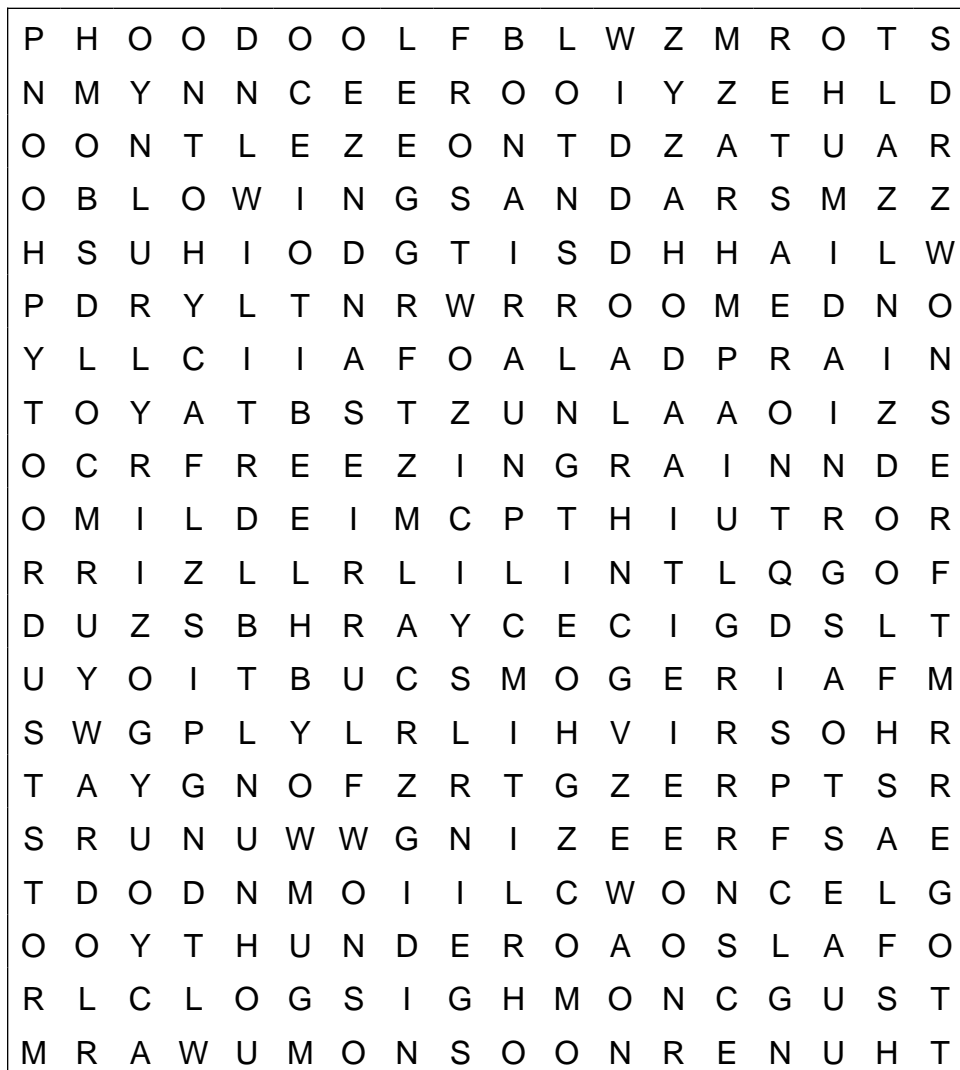 P H O O D O O L F B L W Z M R O T S
N M Y N N C E E R O O I Y Z E H L D
O O N T L E Z E O N T D Z A T U A R
O B L O W I N G S A N D A R S M Z Z
H S U H I O D G T I S D H H A I L W
P D R Y L T N R W R R O O M E D N O
Y L L C I I A F O A L A D P R A I N
T O Y A T B S T Z U N L A A O I Z S
O C R F R E E Z I N G R A I N N D E
O M I L D E I M C P T H I U T R O R
R R I Z L L R L I L I N T L Q G O F
D U Z S B H R A Y C E C I G D S L T
U Y O I T B U C S M O G E R I A F M
S W G P L Y L R L I H V I R S O H R
T A Y G N O F Z R T G Z E R P T S R
S R U N U W W G N I Z E E R F S A E
T D O D N M O I I L C W O N C E L G
O O Y T H U N D E R O A O S L A F O
R L C L O G S I G H M O N C G U S T
M R A W U M O N S O O N R E N U H T